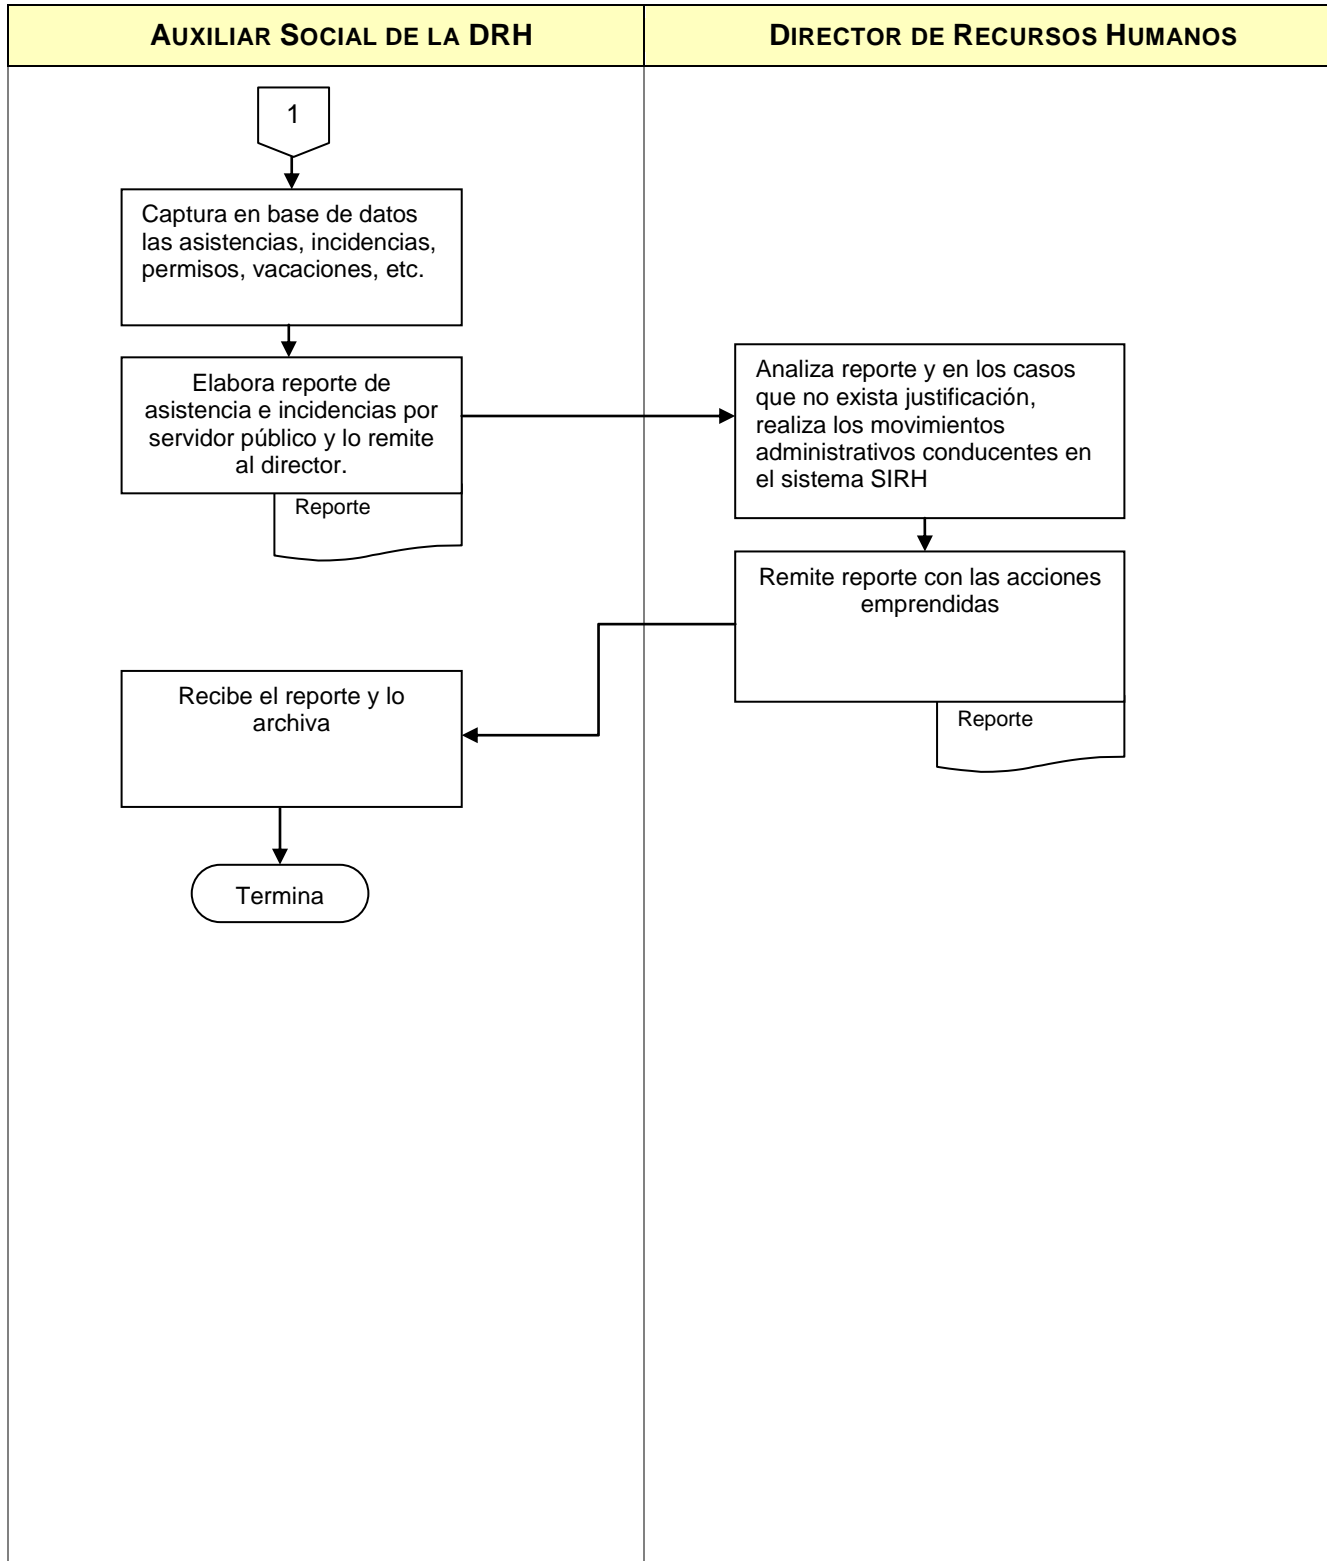 AUXILIAR SOCIAL DE LA DRH
DIRECTOR DE RECURSOS HUMANOS
1
Captura en base de datos
las asistencias, incidencias,
permisos, vacaciones, etc.
Elabora reporte de
asistencia e incidencias por
servidor público y lo remite
al director.
Reporte
Analiza reporte y en los casos
que no exista justificación,
realiza los movimientos
administrativos conducentes en
el sistema SIRH
Remite reporte con las acciones
emprendidas
Reporte
Recibe el reporte y lo
archiva
Termina